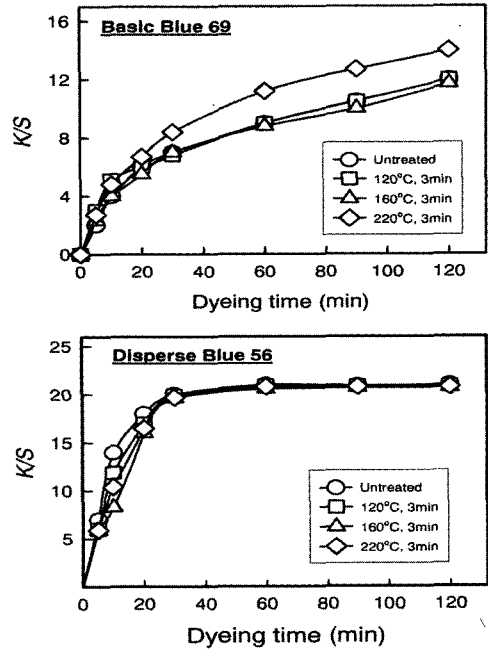 Basic Blue 69
16
12
8
4
0
K/S
Untreated
120°C, 3min
160°C, 3min
220°C, 3min
0 20 40 60 80 100 120
Dyeing time (min)
Disperse Blue 56
25
20
15
10
5
K/S
Untreated
120°C, 3min
160°C, 3min
220°C, 3min
0 20 40 60 80 100 120
Dyeing time (min)